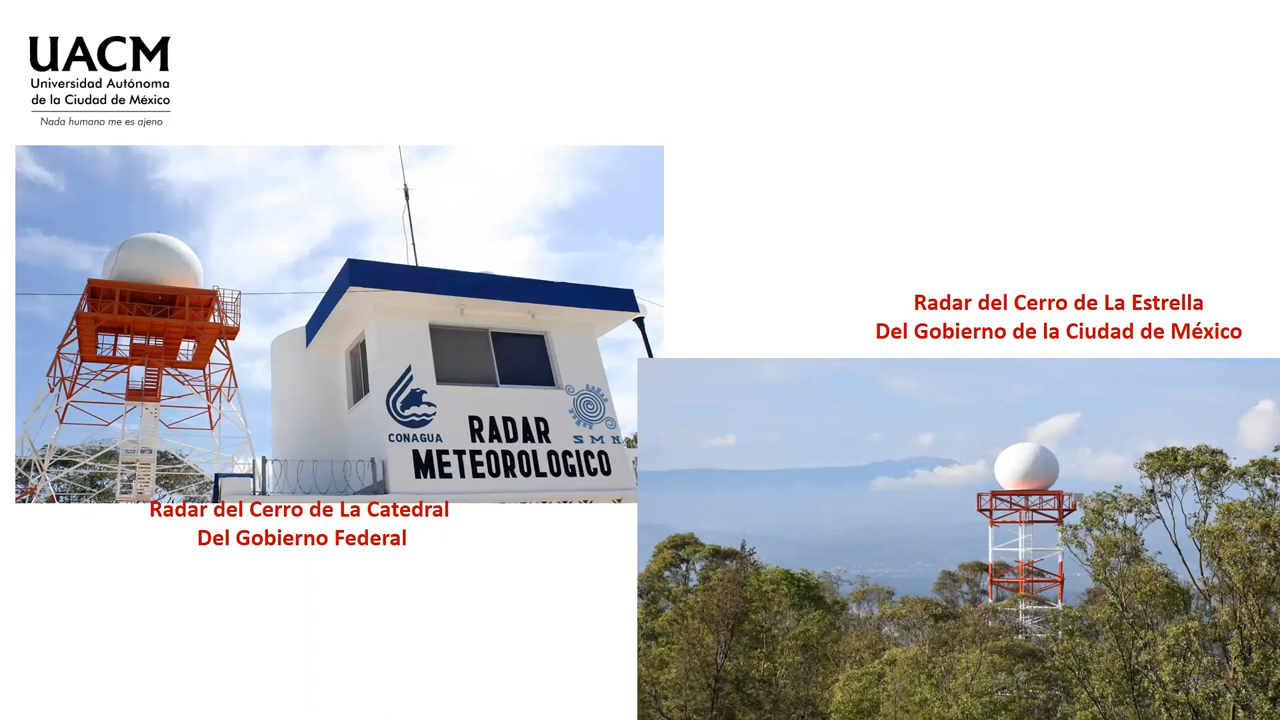 UACM
Universidad Autónoma
de la Ciudad de México
Nada humano me es ajeno
CONAGUA
SMN
RADAR
METEOROLOGICO
Radar del Cerro de La Catedral
Del Gobierno Federal
Radar del Cerro de La Estrella
Del Gobierno de la Ciudad de México